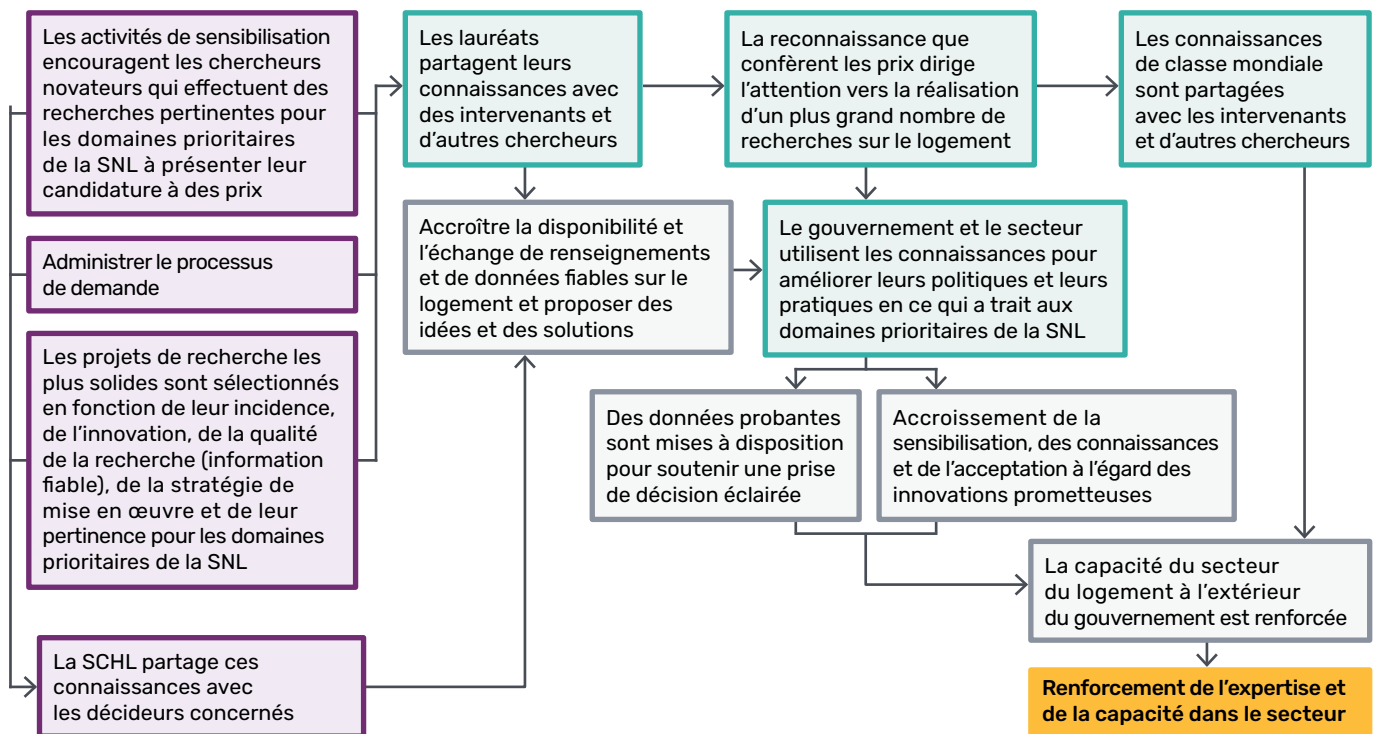 Les activités de sensibilisation
encouragent les chercheurs
novateurs qui effectuent des
recherches pertinentes pour
les domaines prioritaires
de la SNL à présenter leur
candidature à des prix
Administrer le processus
de demande
Les projets de recherche les
plus solides sont sélectionnés
en fonction de leur incidence,
de l’innovation, de la qualité
de la recherche (information
fiable), de la stratégie de
mise en œuvre et de leur
pertinence pour les domaines
prioritaires de la SNL
La SCHL partage ces
connaissances avec
les décideurs concernés
Les lauréats
partagent leurs
connaissances avec
des intervenants et
d’autres chercheurs
La reconnaissance que
confèrent les prix dirige
l’attention vers la réalisation
d’un plus grand nombre de
recherches sur le logement
Les connaissances
de classe mondiale
sont partagées
avec les intervenants
et d’autres chercheurs
Accroître la disponibilité et
l’échange de renseignements
et de données fiables sur le
logement et proposer des
idées et des solutions
Le gouvernement et le secteur
utilisent les connaissances pour
améliorer leurs politiques et leurs
pratiques en ce qui a trait aux
domaines prioritaires de la SNL
Des données probantes
sont mises à disposition
pour soutenir une prise
de décision éclairée
Accroissement de la
sensibilisation, des connaissances
et de l’acceptation à l’égard des
innovations prometteuses
La capacité du secteur
du logement à l’extérieur
du gouvernement est renforcée
Renforcement de l’expertise et
de la capacité dans le secteur